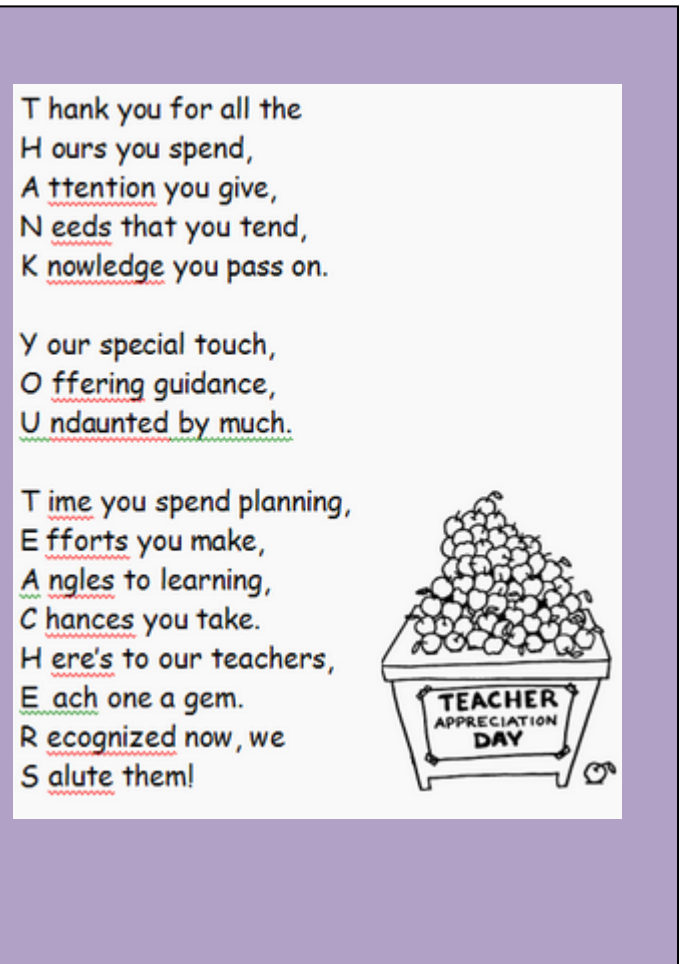 T hank you for all the
H ours you spend,
A ttention you give,
N eeds that you tend,
K nowledge you pass on.
Y our special touch,
O ffering guidance,
U ndaunted by much.
T ime you spend planning,
E fforts you make,
A ngles to learning,
C hances you take.
H ere's to our teachers,
E ach one a gem.
R ecognized now, we
S alute them!
TEACHER
APPRECIATION
DAY